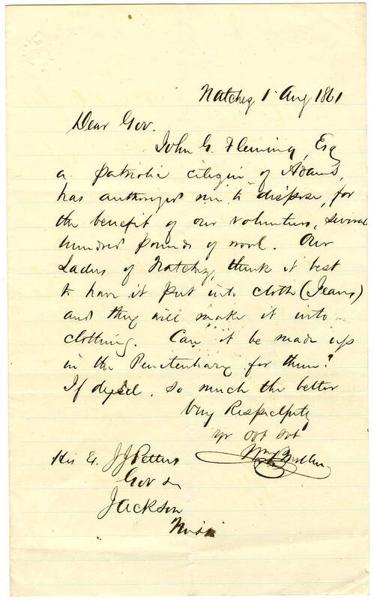 Natchez 1 Aug 1861
Dear Gov.
John G. Fleming, Esq
a patriotic citizen of Adams,
has authorized me to dispose, for
the benefit of our volunteers, several
hundred pounds of wool. Our
Ladies of Natchez, think it best
to have it put into cloth (Jeans)
and they will make it into
clothing. Can it be made up
in the Penitentiary for them?
If dyed, so much the better
Very Respectfully
yr obt svt
His Ex. J J Pettus
Gov &
Jackson
Missi